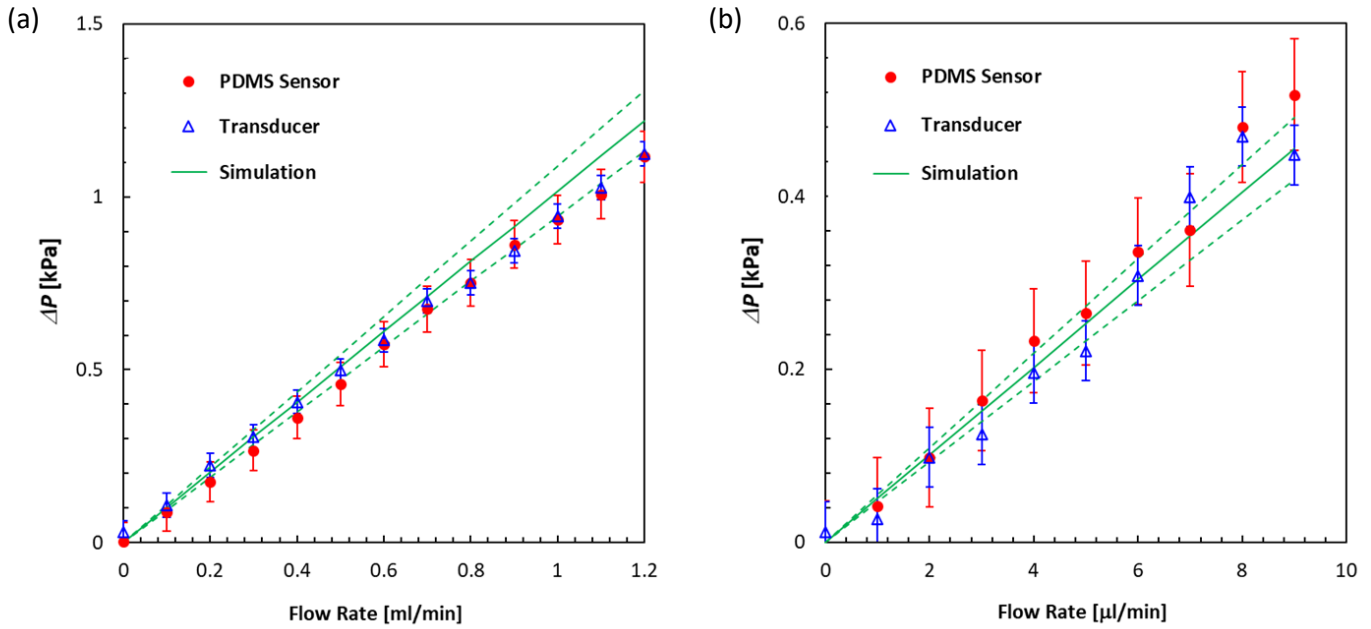 (a)
1.5
1
0.5
0
ΔP [kPa]
PDMS Sensor
Transducer
Simulation
0 0.2 0.4 0.6 0.8 1 1.2
Flow Rate [ml/min]
(b)
0.6
0.4
0.2
0
ΔP [kPa]
PDMS Sensor
Transducer
Simulation
0 2 4 6 8 10
Flow Rate [μl/min]